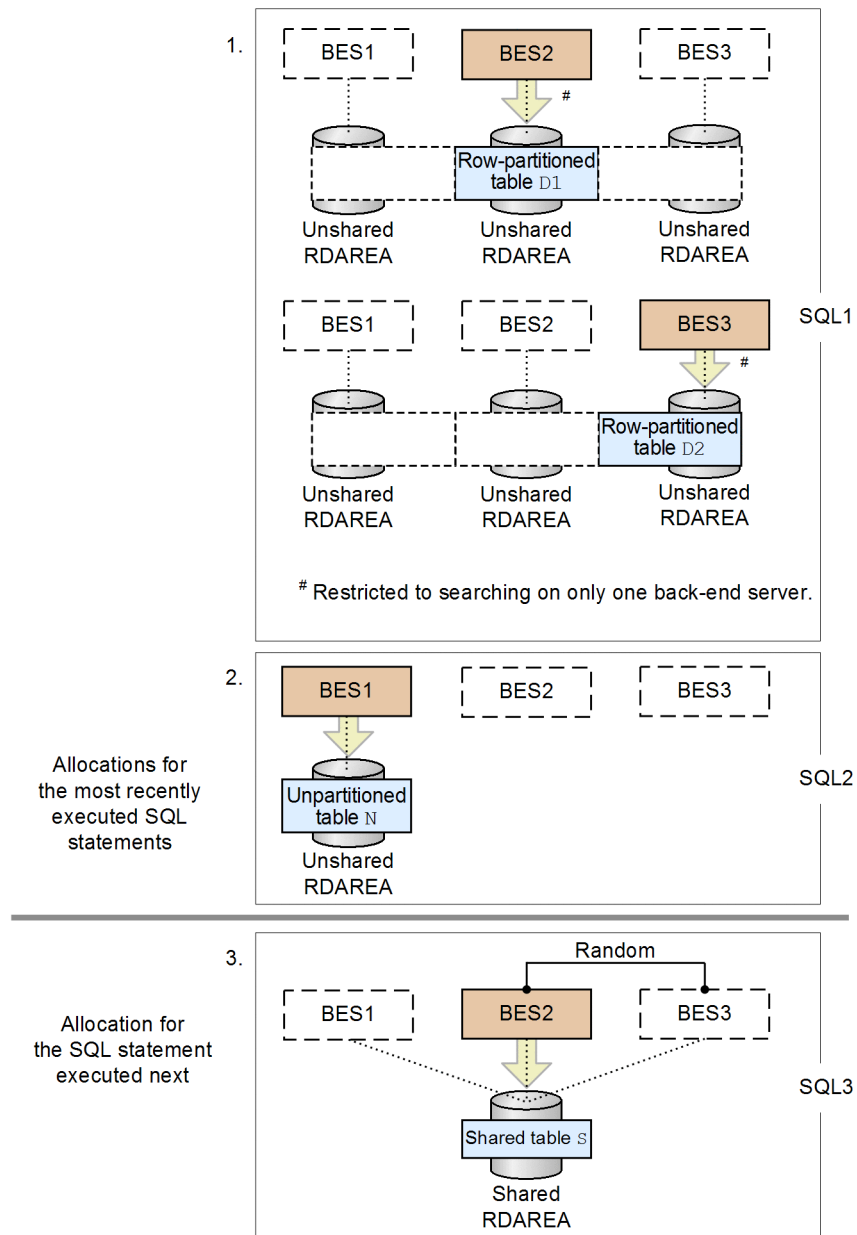 1.
BES1
BES2
BES3
#
Row-partitioned
table D1
Unshared
RDAREA
Unshared
RDAREA
Unshared
RDAREA
SQL1
BES1
BES2
BES3
#
Row-partitioned
table D2
Unshared
RDAREA
Unshared
RDAREA
Unshared
RDAREA
# Restricted to searching on only one back-end server.
2.
BES1
BES2
BES3
Allocations for
the most recently
executed SQL
statements
SQL2
Unpartitioned
table N
Unshared
RDAREA
3.
Random
BES1
BES2
BES3
Allocation for
the SQL statement
executed next
SQL3
Shared table S
Shared
RDAREA